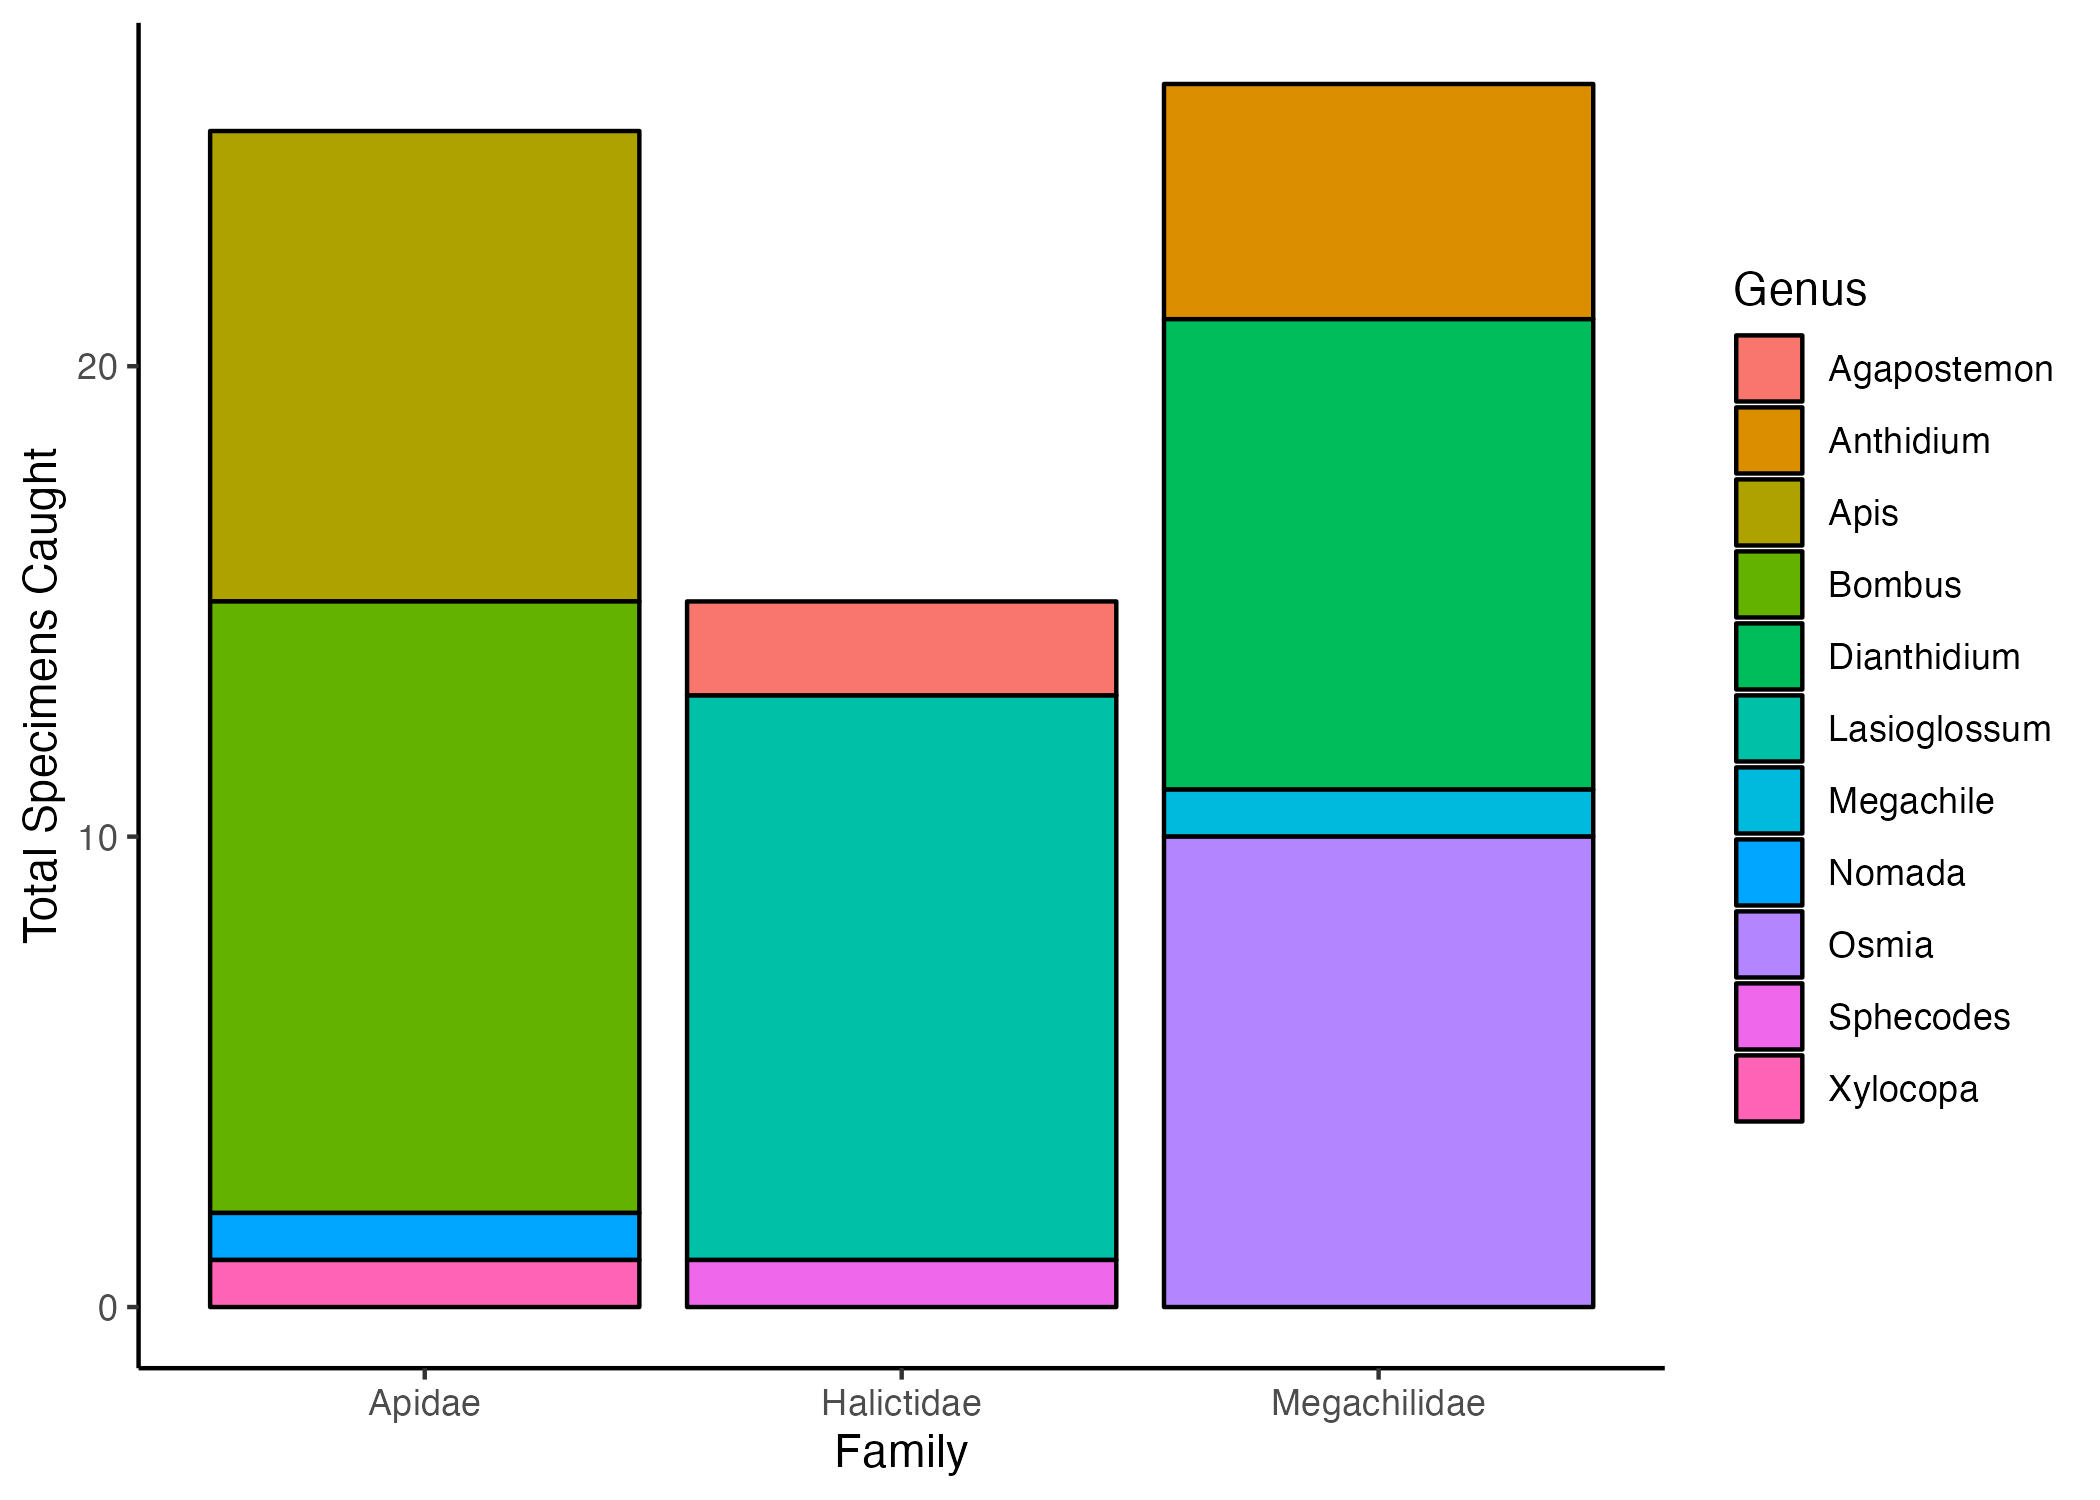 Total Specimens Caught
20
10
0
Apidae
Halictidae
Megachilidae
Family
Genus
Agapostemon
Anthidium
Apis
Bombus
Dianthidium
Lasioglossum
Megachile
Nomada
Osmia
Sphecodes
Xylocopa